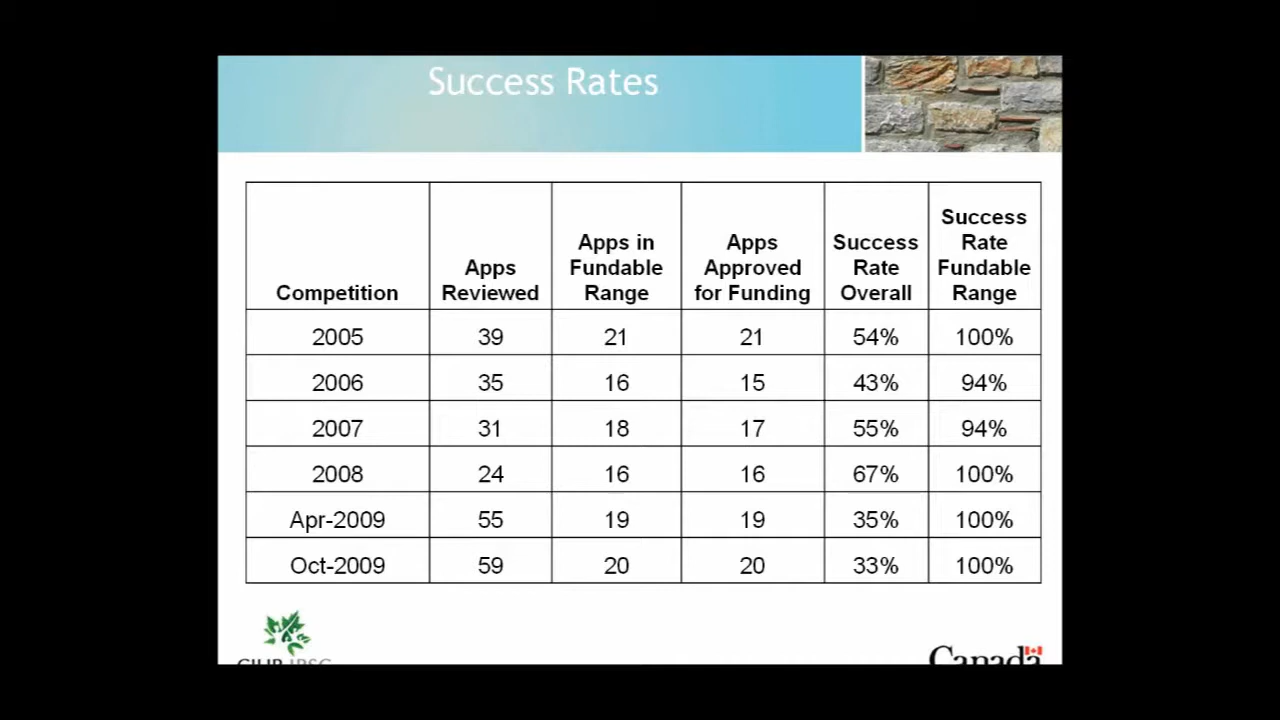 Success Rates
Competition
Apps
Reviewed
Apps in
Fundable
Range
Apps
Approved
for Funding
Success
Rate
Overall
Success
Rate
Fundable
Range
2005 39 21 21 54% 100%
2006 35 16 15 43% 94%
2007 31 18 17 55% 94%
2008 24 16 16 67% 100%
Apr-2009 55 19 19 35% 100%
Oct-2009 59 20 20 33% 100%
CIHR IRSC
Canada